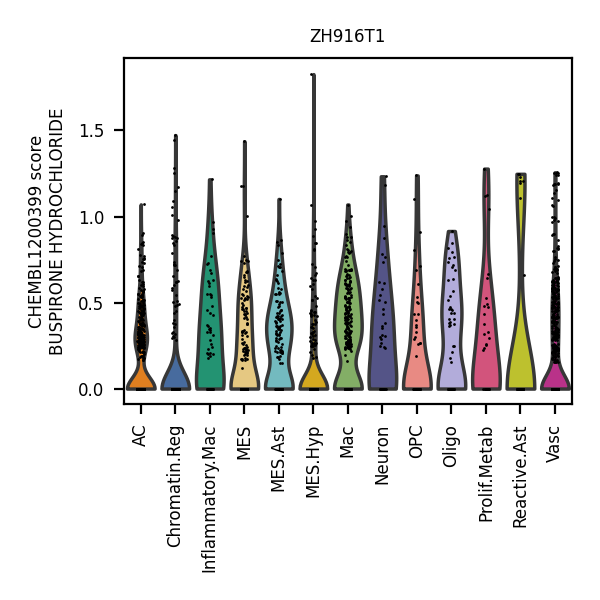 ZH916T1
CHEMBL1200399 score
BUSPIRONE HYDROCHLORIDE
1.5
1.0
0.5
0.0
AC
Chromatin.Reg
Inflammatory.Mac
MES
MES.Ast
MES.Hyp
Mac
Neuron
OPC
Oligo
Prolif.Metab
Reactive.Ast
Vasc